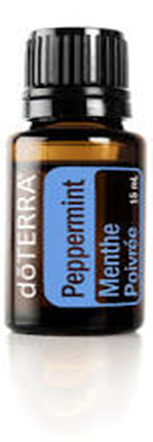 dōTERRA
Peppermint
Menthe
Poivrée
15 mL